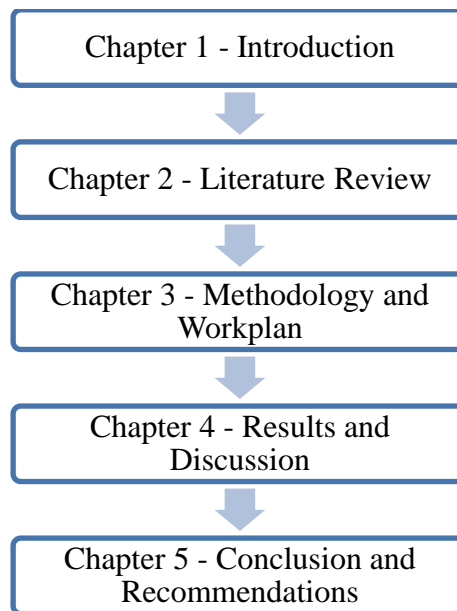 Chapter 1 - Introduction
Chapter 2 - Literature Review
Chapter 3 - Methodology and
Workplan
Chapter 4 - Results and
Discussion
Chapter 5 - Conclusion and
Recommendations